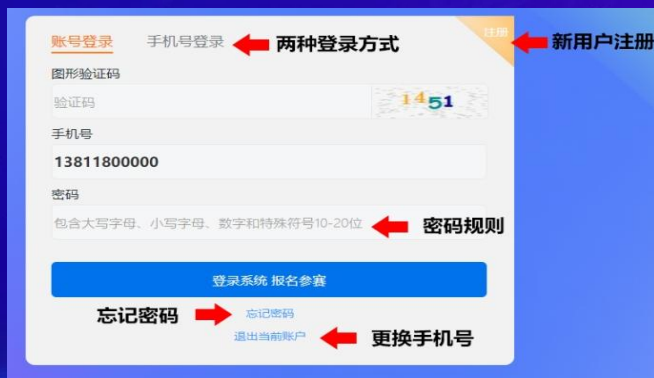 账号登录 手机号登录 两种登录方式 注册 新用户注册
图形验证码
验证码 1451
手机号
13811800000
密码
包含大写字母、小写字母、数字和特殊符号10-20位 密码规则
登录系统 报名参赛
忘记密码 忘记密码
退出当前账户 更换手机号